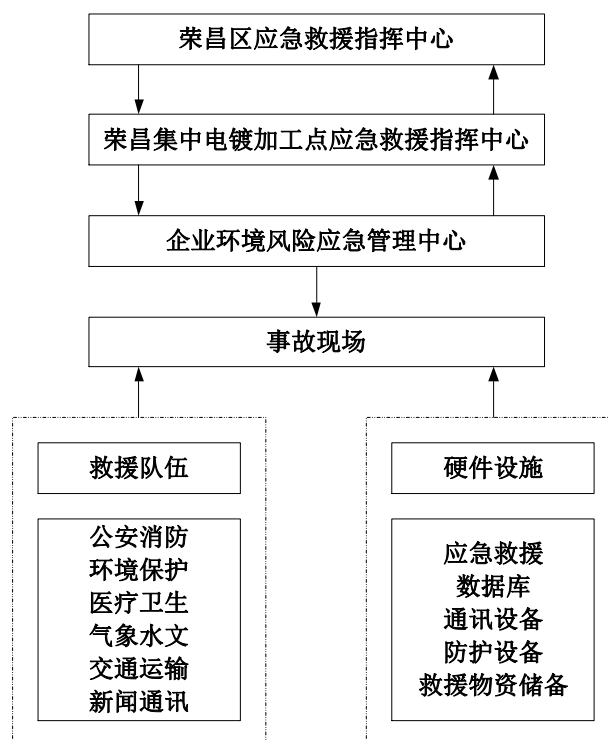 荣昌区应急救援指挥中心
荣昌集中电镀加工点应急救援指挥中心
企业环境风险应急管理中心
事故现场
救援队伍
公安消防
环境保护
医疗卫生
气象水文
交通运输
新闻通讯
硬件设施
应急救援
数据库
通讯设备
防护设备
救援物资储备